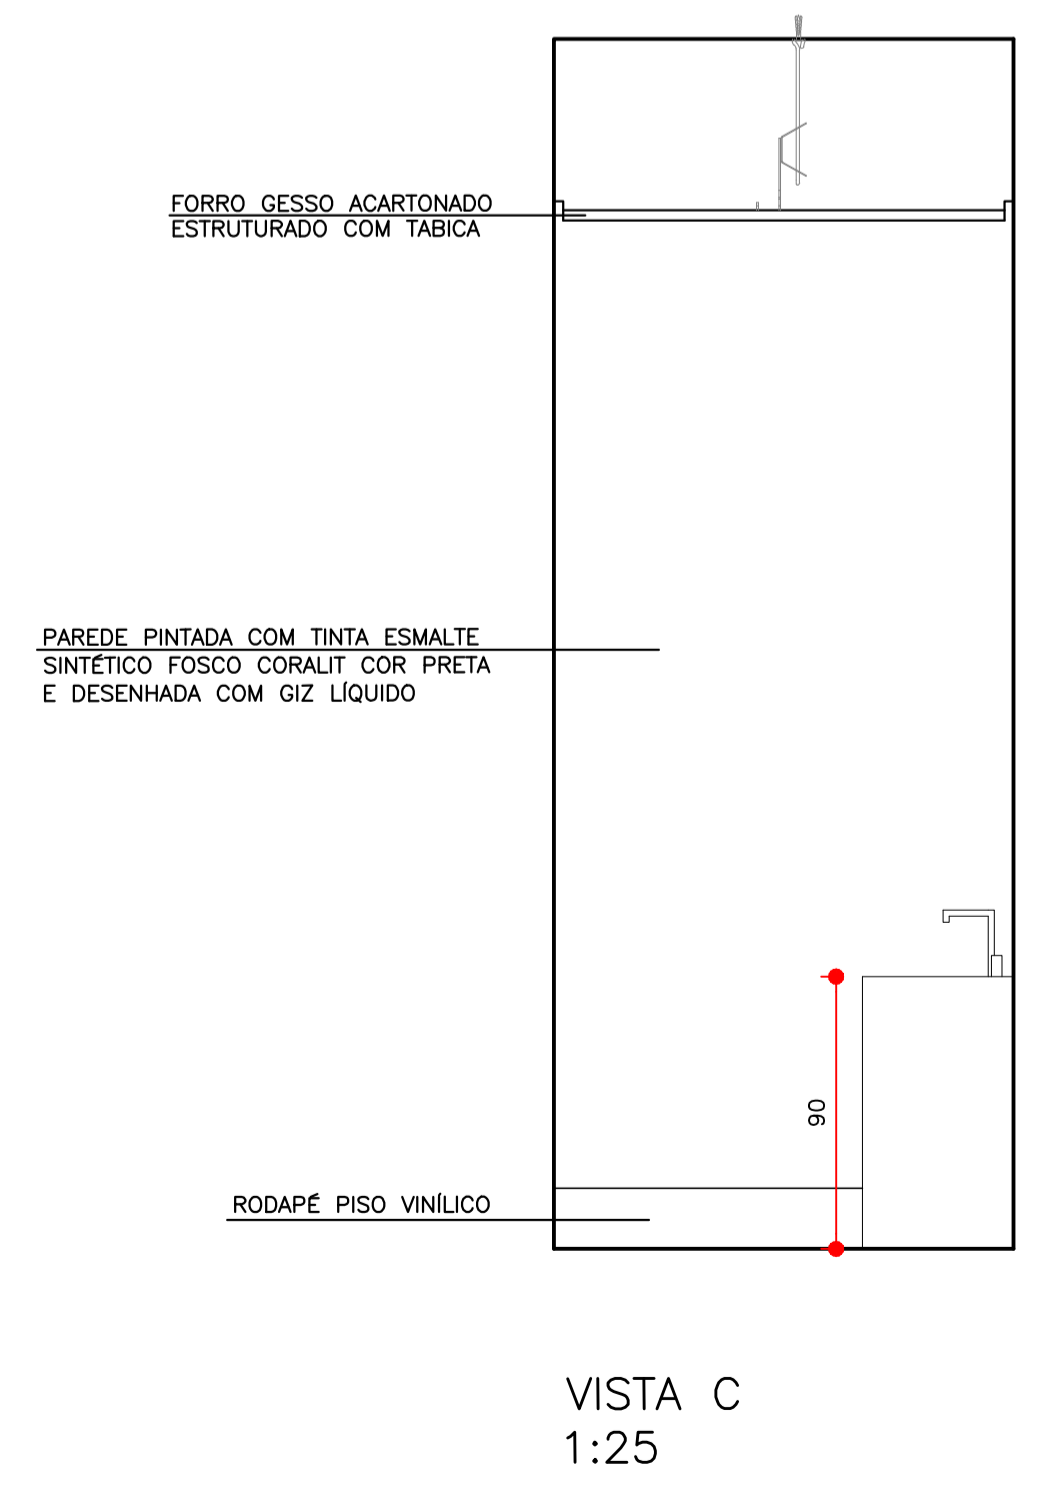 FORRO GESSO ACARTONADO
ESTRUTURADO COM TABICA
PAREDE PINTADA COM TINTA ESMALTE
SINTÉTICO FOSCO CORALIT COR PRETA
E DESENHADA COM GIZ LÍQUIDO
90
RODAPÉ PISO VINÍLICO
VISTA C
1:25